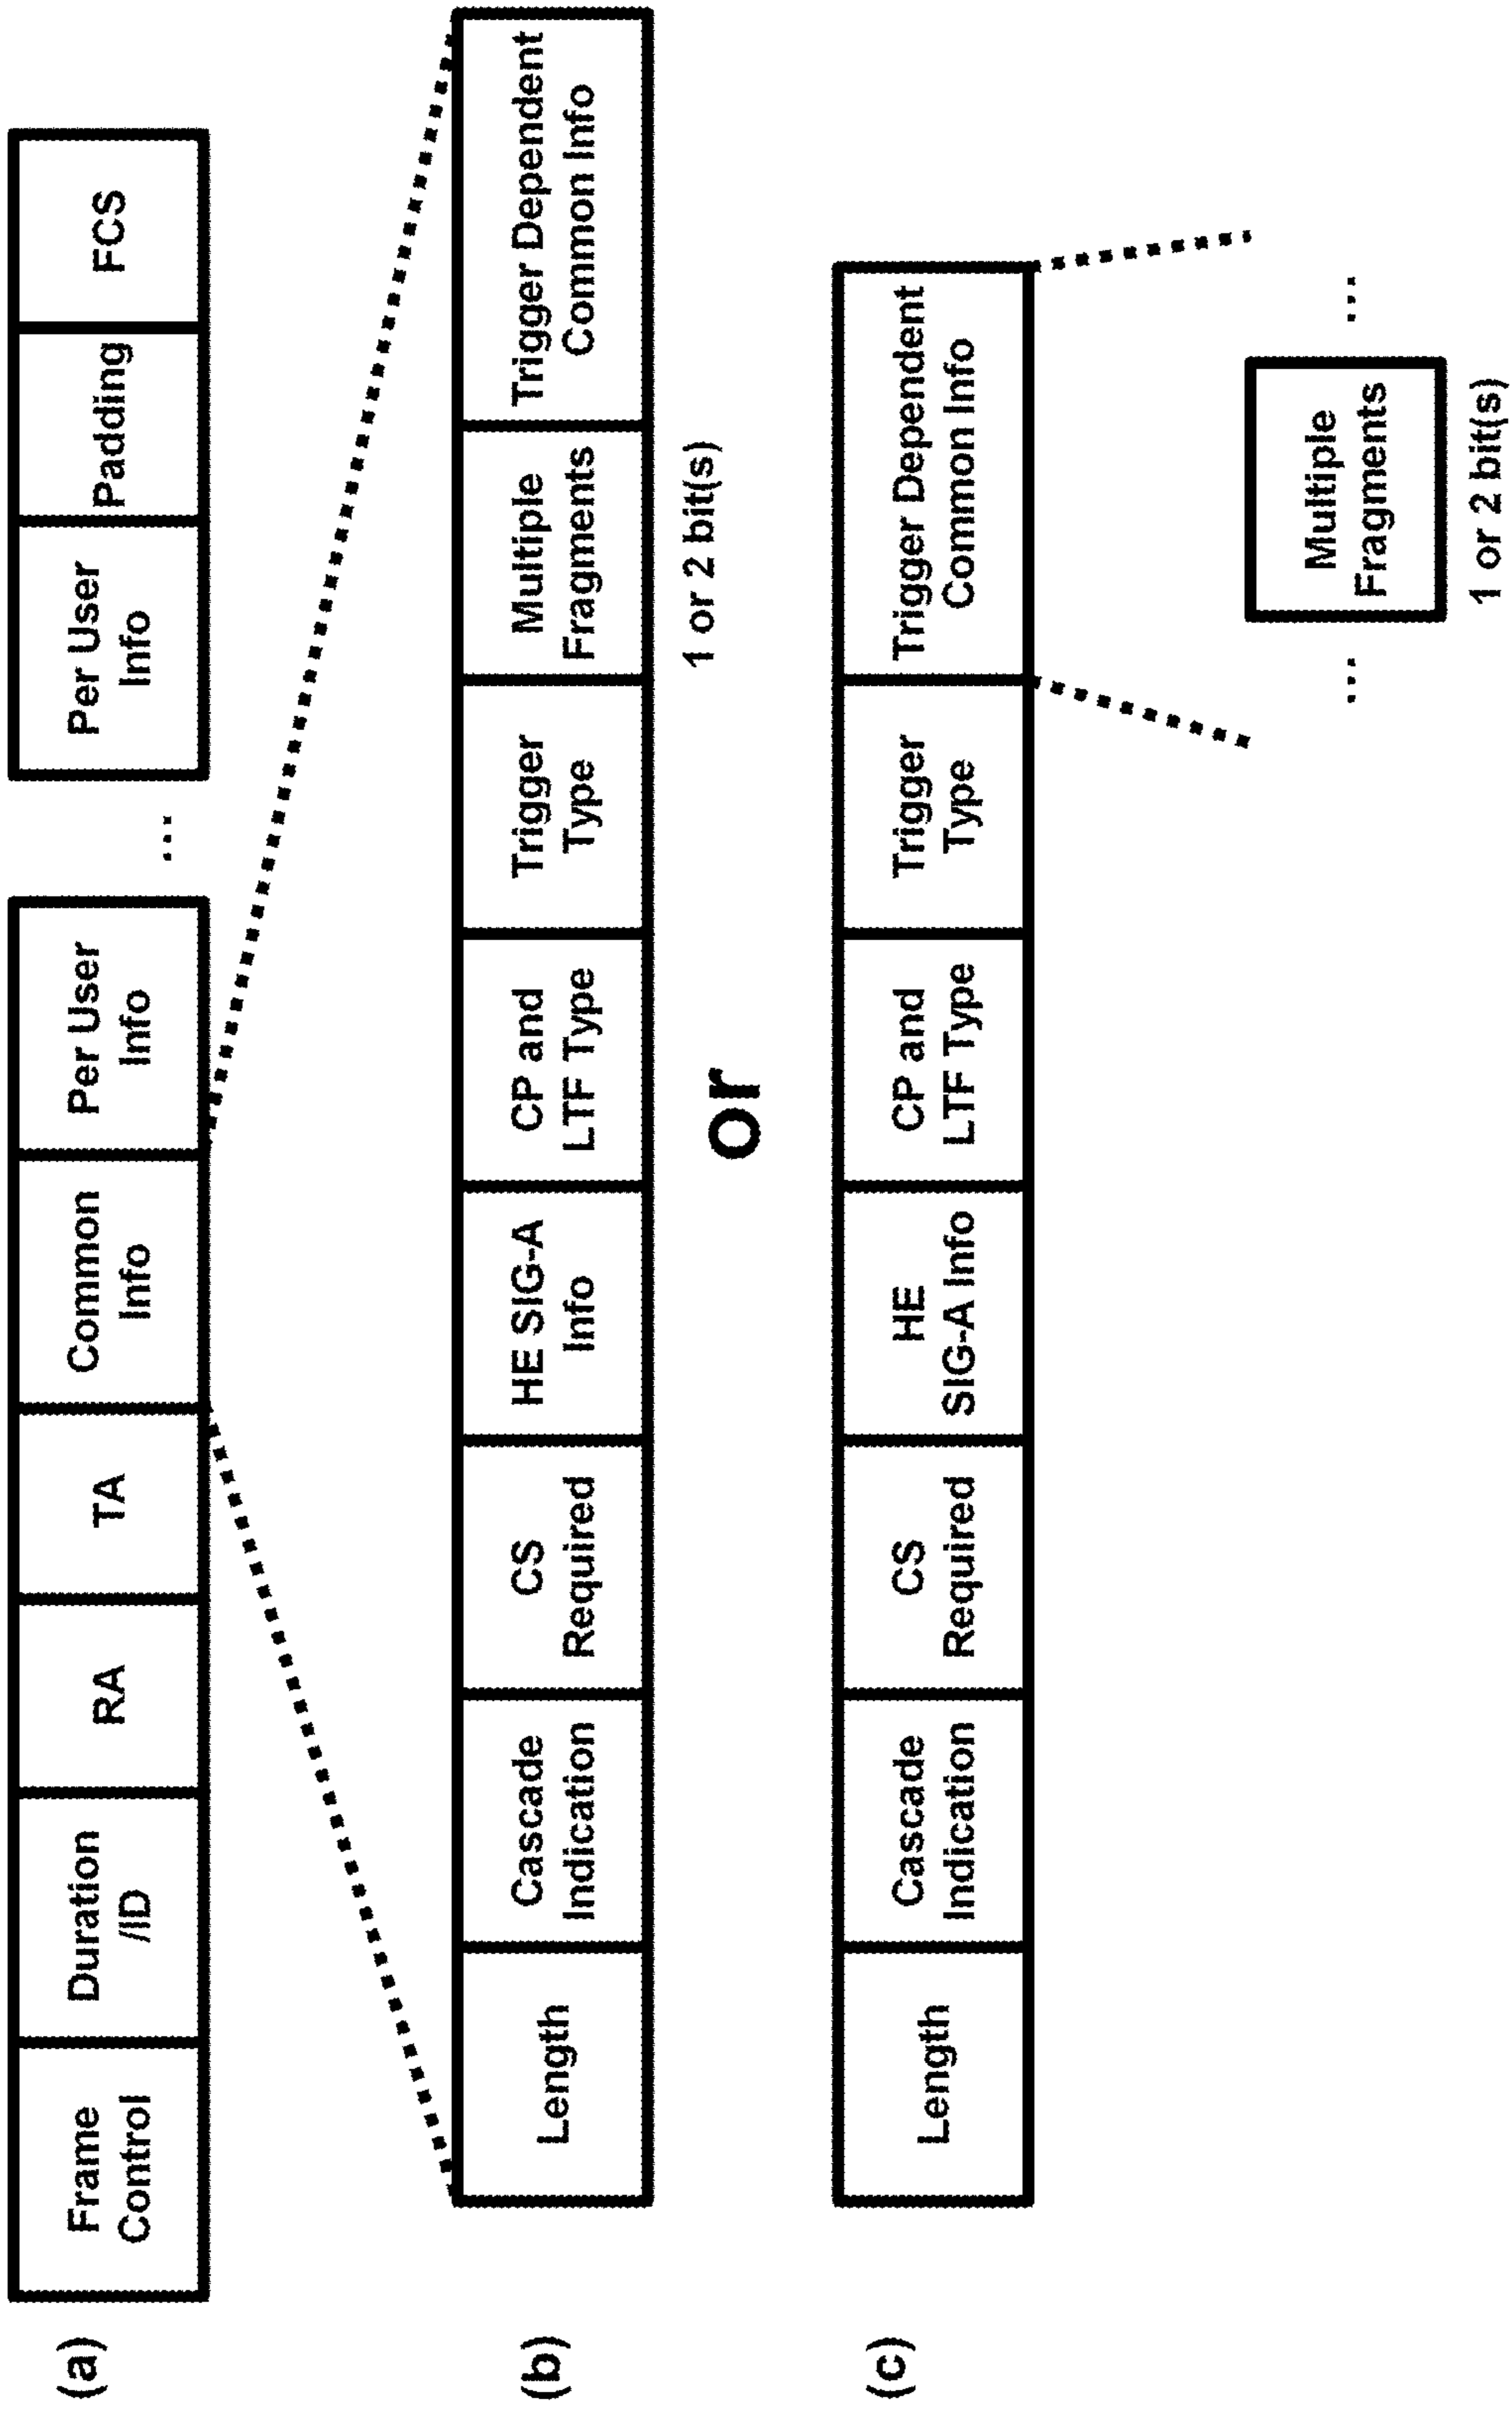 (a)
Frame
Control
Duration
/ID
RA
TA
Common
Info
Per User
Info
...
Per User
Info
Padding
FCS
(b)
Length
Cascade
Indication
CS
Required
HE SIG-A
Info
CP and
LTF Type
Trigger
Type
Multiple
Fragments
Trigger Dependent
Common Info
1 or 2 bit(s)
or
(c)
Length
Cascade
Indication
CS
Required
HE
SIG-A Info
CP and
LTF Type
Trigger
Type
Trigger Dependent
Common Info
...
Multiple
Fragments
...
1 or 2 bit(s)